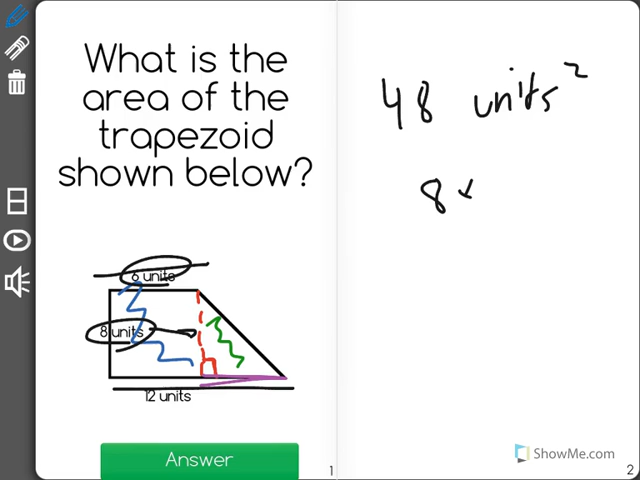 What is the
area of the
trapezoid
shown below?
6 units
8 units
12 units
Answer
1
48 units²
8 x
ShowMe.com
2